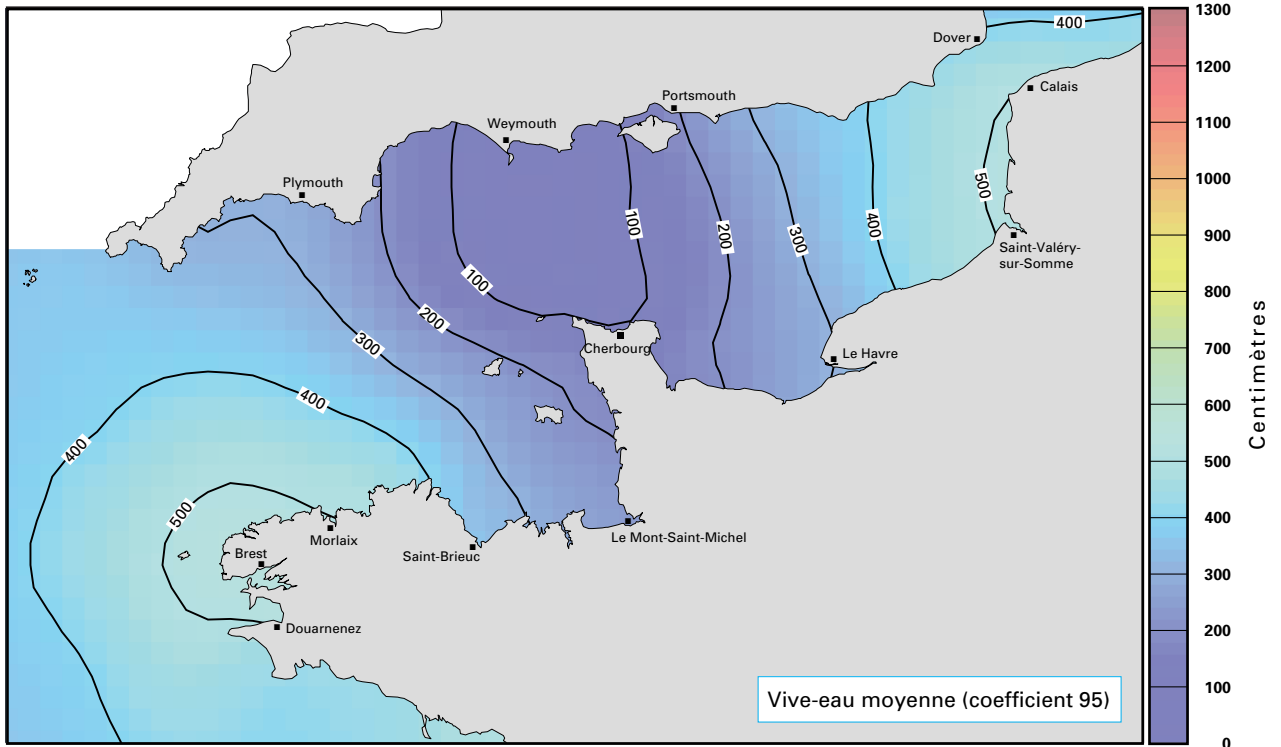 400
1300
Dover
1200
Calais
Portsmouth
1100
Weymouth
1000
Plymouth
500
900
100
200
300
400
Saint-Valéry-
sur-Somme
100
800
200
300
700
Cherbourg
Le Havre
Centimètres
400
600
400
500
500
Morlaix
Le Mont-Saint-Michel
400
Brest
Saint-Brieuc
300
Douarnenez
200
Vive-eau moyenne (coefficient 95)
100
0